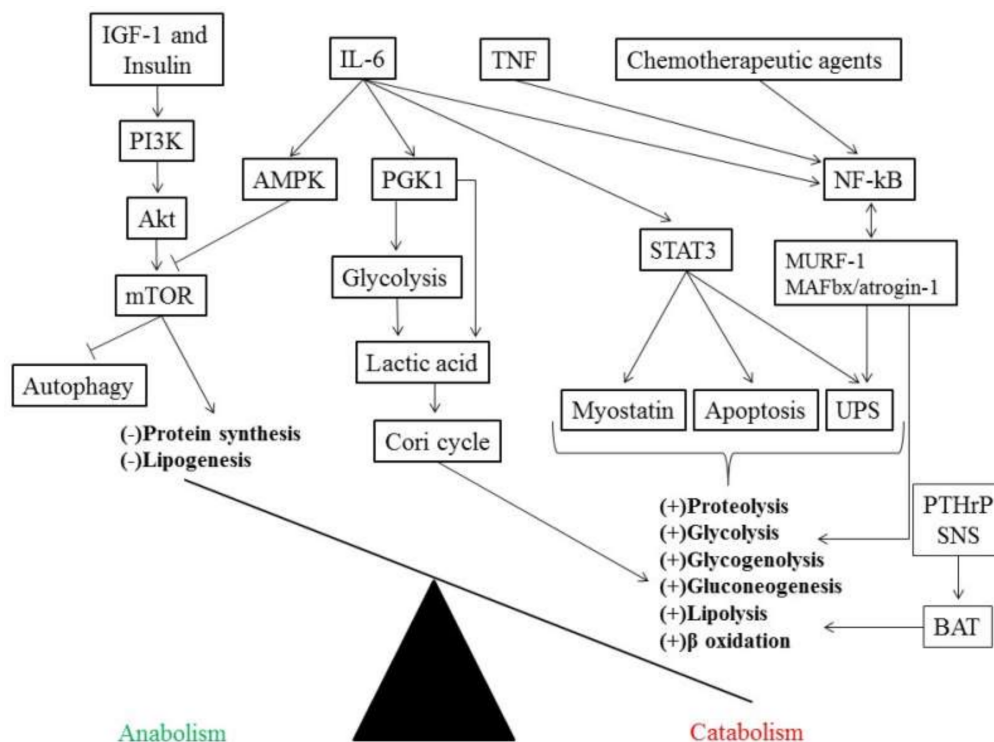 IGF-1 and
Insulin
IL-6
TNF
Chemotherapeutic agents
PI3K
AMPK
PGK1
NF-kB
Akt
STAT3
MURF-1
MAFbx/atrogin-1
mTOR
Glycolysis
Autophagy
Lactic acid
Myostatin
Apoptosis
UPS
(-)Protein synthesis
(-)Lipogenesis
Cori cycle
(+)Proteolysis
(+)Glycolysis
(+)Glycogenolysis
(+)Gluconeogenesis
(+)Lipolysis
(+)β oxidation
PTHrP
SNS
BAT
Anabolism
Catabolism